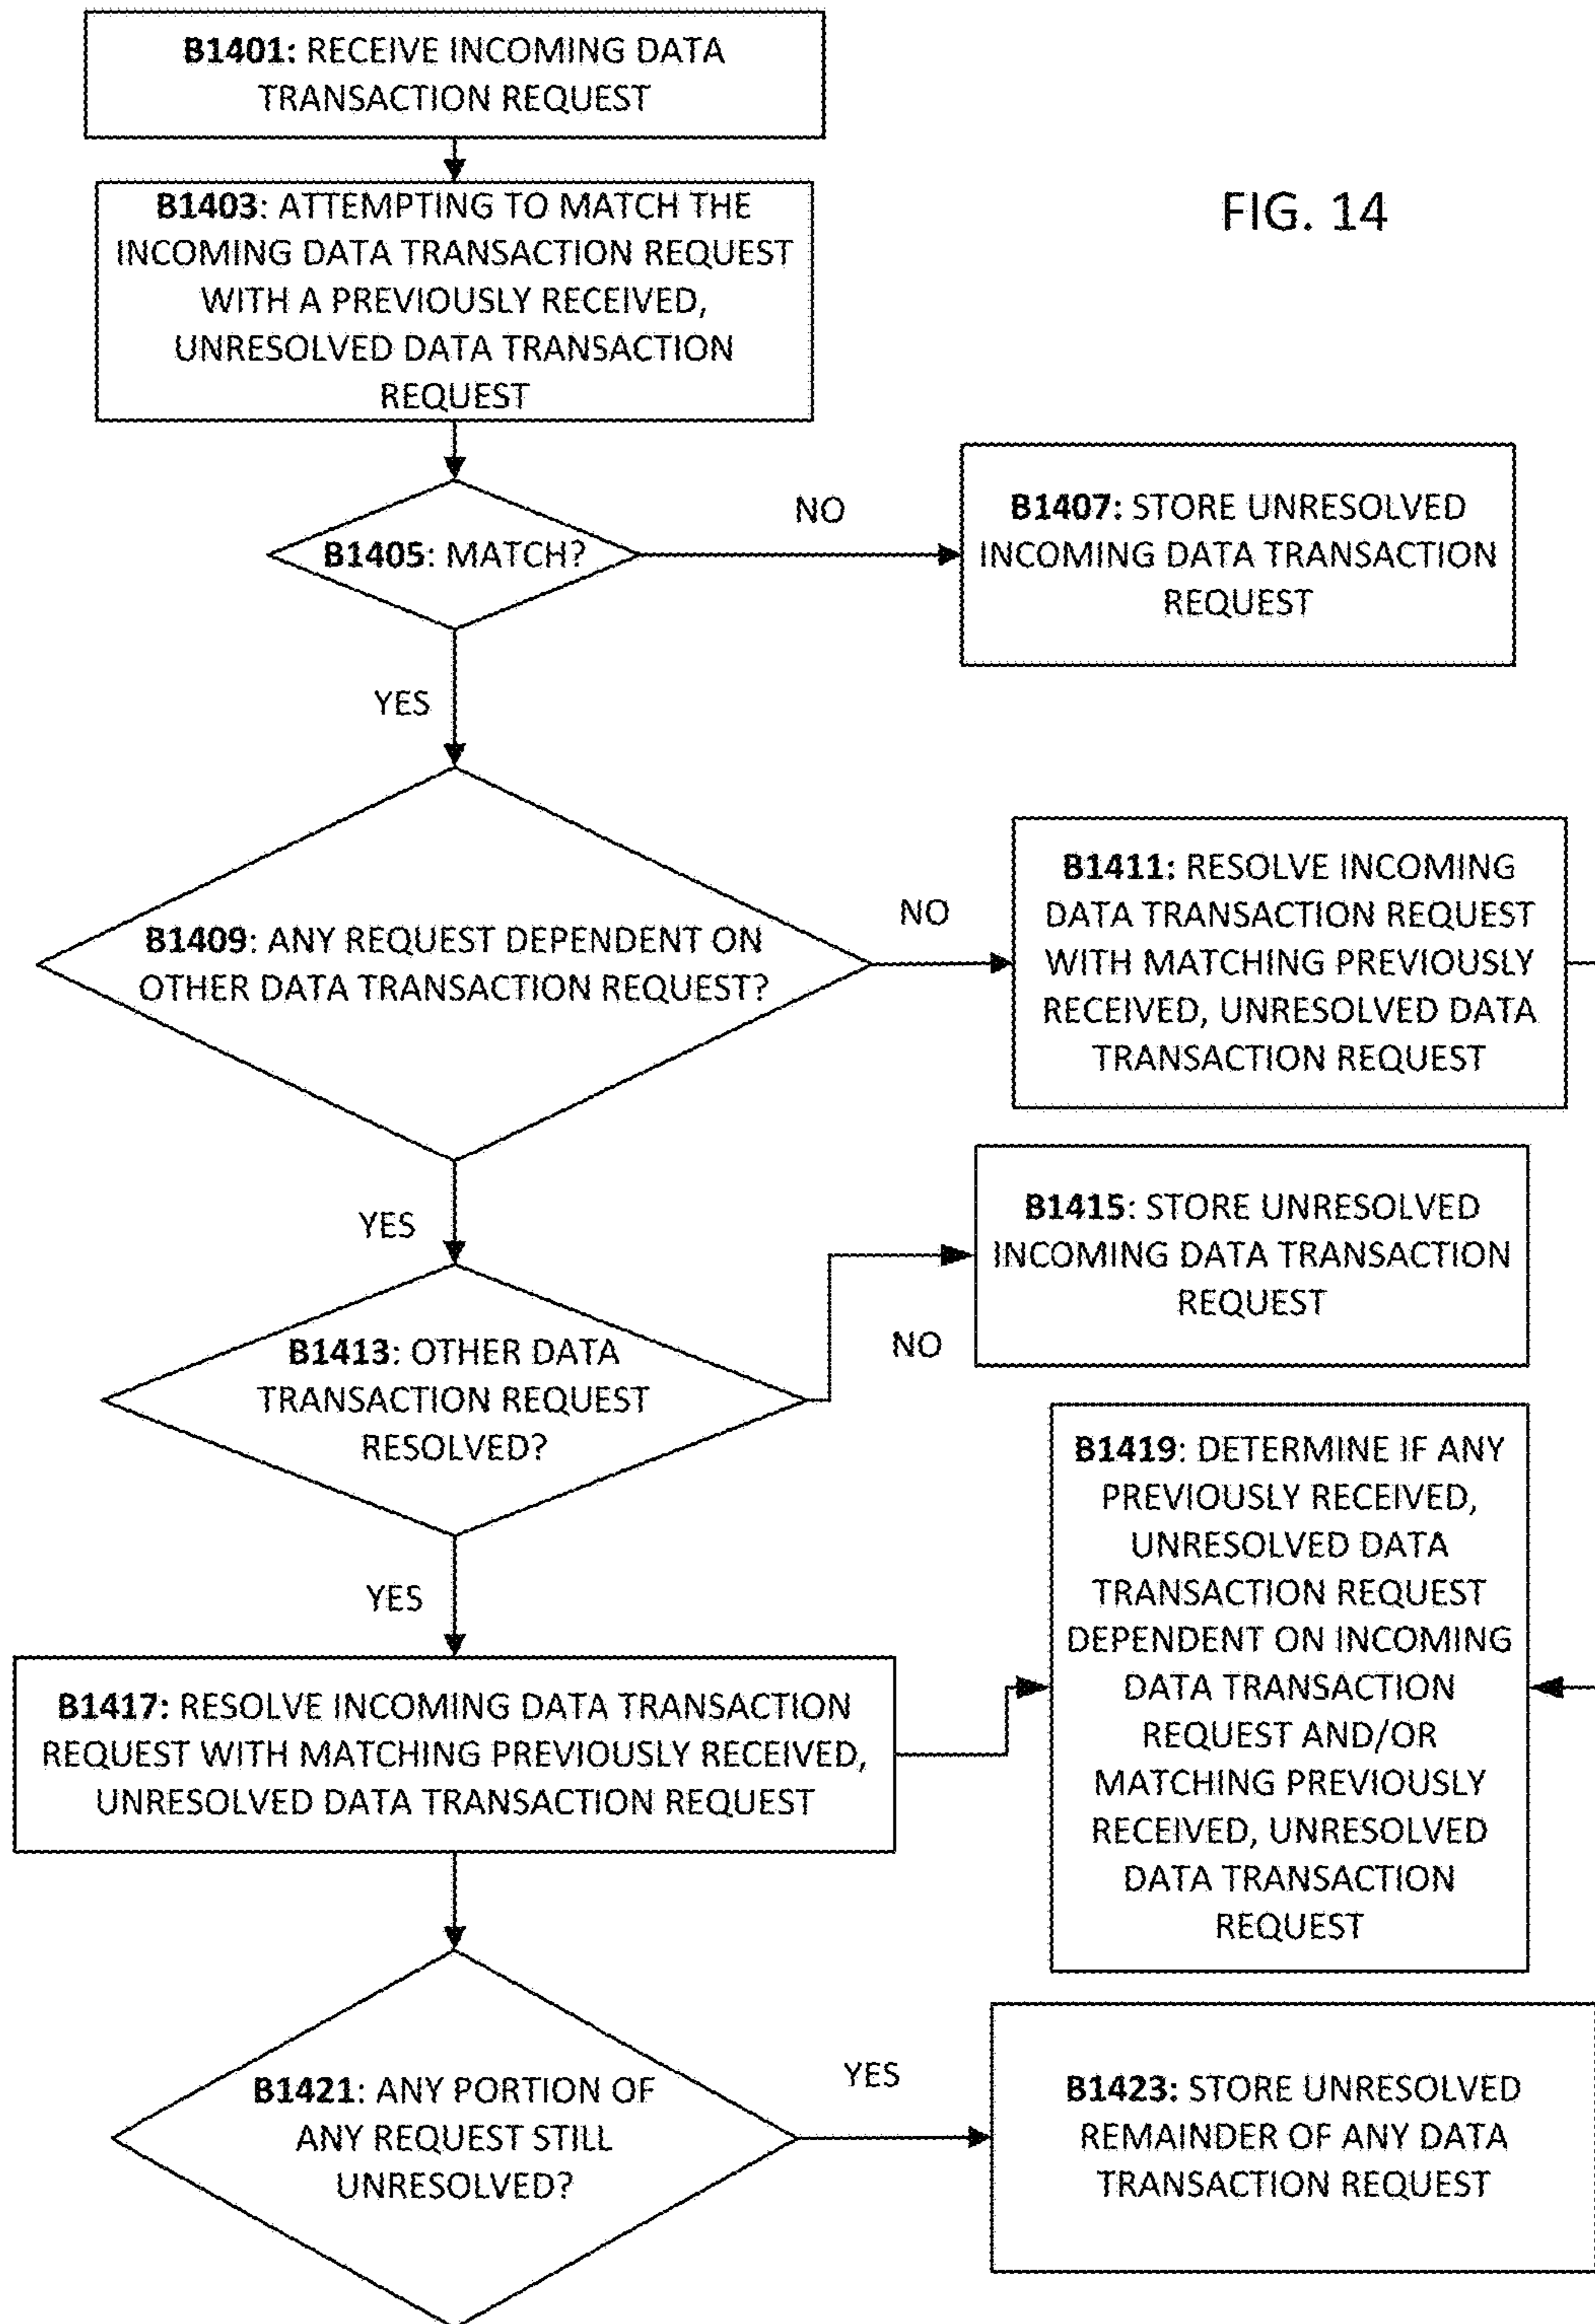 B1401: RECEIVE INCOMING DATA
TRANSACTION REQUEST
B1403: ATTEMPTING TO MATCH THE
INCOMING DATA TRANSACTION REQUEST
WITH A PREVIOUSLY RECEIVED,
UNRESOLVED DATA TRANSACTION
REQUEST
FIG. 14
B1405: MATCH?
NO
B1407: STORE UNRESOLVED
INCOMING DATA TRANSACTION
REQUEST
YES
B1409: ANY REQUEST DEPENDENT ON
OTHER DATA TRANSACTION REQUEST?
NO
B1411: RESOLVE INCOMING
DATA TRANSACTION REQUEST
WITH MATCHING PREVIOUSLY
RECEIVED, UNRESOLVED DATA
TRANSACTION REQUEST
YES
B1413: OTHER DATA
TRANSACTION REQUEST
RESOLVED?
NO
B1415: STORE UNRESOLVED
INCOMING DATA TRANSACTION
REQUEST
YES
B1417: RESOLVE INCOMING DATA TRANSACTION
REQUEST WITH MATCHING PREVIOUSLY RECEIVED,
UNRESOLVED DATA TRANSACTION REQUEST
B1419: DETERMINE IF ANY
PREVIOUSLY RECEIVED,
UNRESOLVED DATA
TRANSACTION REQUEST
DEPENDENT ON INCOMING
DATA TRANSACTION
REQUEST AND/OR
MATCHING PREVIOUSLY
RECEIVED, UNRESOLVED
DATA TRANSACTION
REQUEST
B1421: ANY PORTION OF
ANY REQUEST STILL
UNRESOLVED?
YES
B1423: STORE UNRESOLVED
REMAINDER OF ANY DATA
TRANSACTION REQUEST